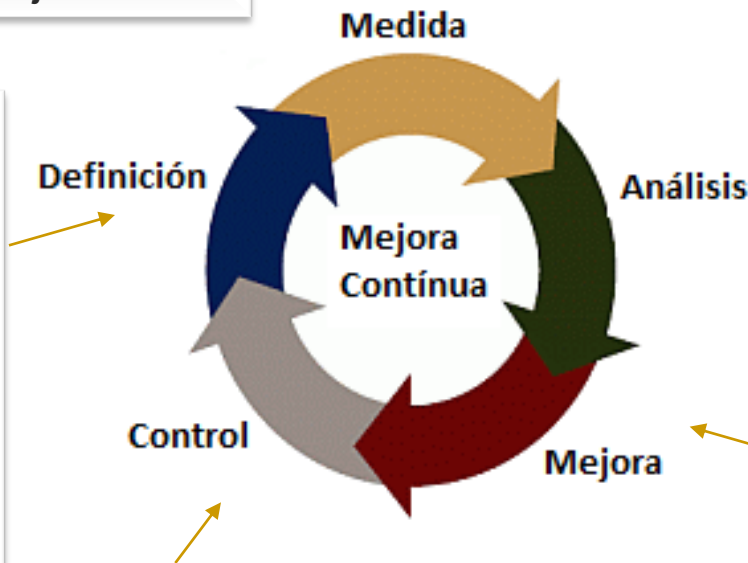 Medida
Definición
Análisis
Mejora
Contínua
Control
Mejora